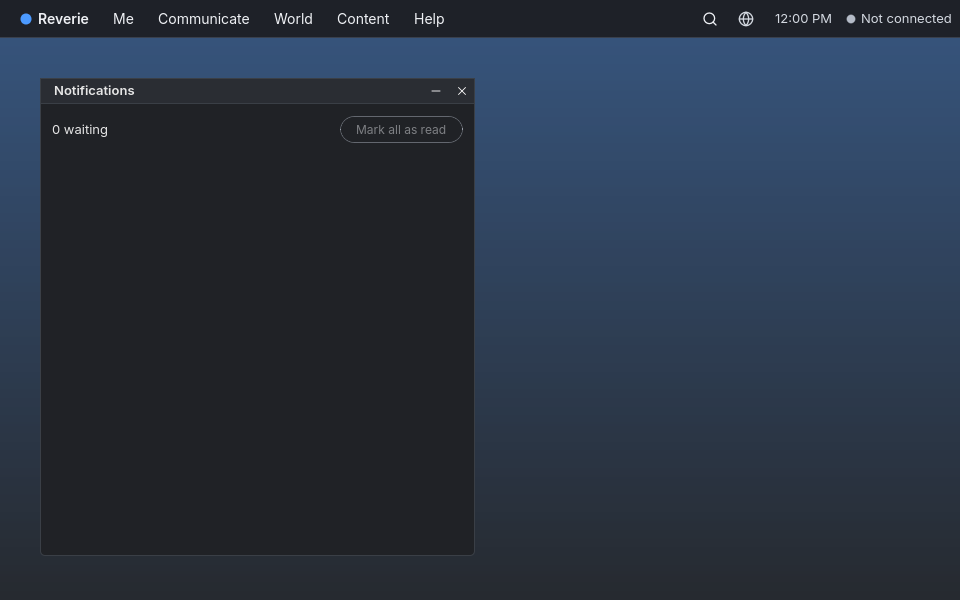 Reverie Me Communicate World Content Help 12:00 PM Not connected
Notifications
0 waiting Mark all as read